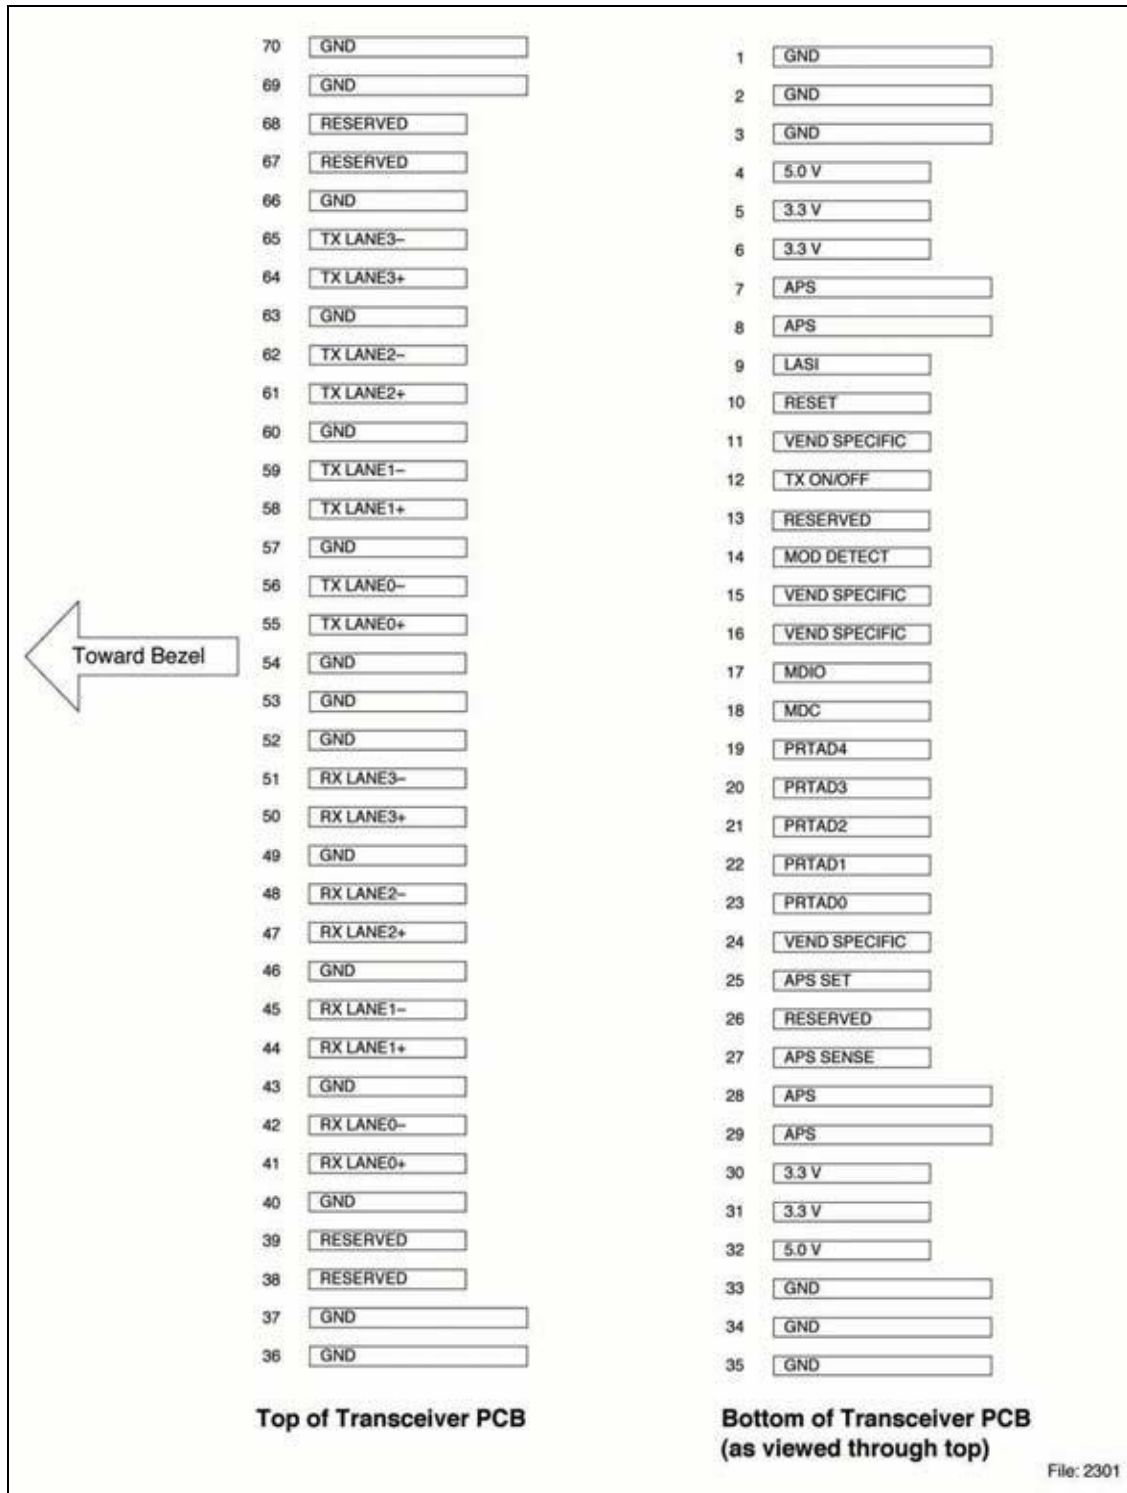 70 GND
69 GND
68 RESERVED
67 RESERVED
66 GND
65 TX LANE3–
64 TX LANE3+
63 GND
62 TX LANE2–
61 TX LANE2+
60 GND
59 TX LANE1–
58 TX LANE1+
57 GND
56 TX LANE0–
55 TX LANE0+
Toward Bezel
54 GND
53 GND
52 GND
51 RX LANE3–
50 RX LANE3+
49 GND
48 RX LANE2–
47 RX LANE2+
46 GND
45 RX LANE1–
44 RX LANE1+
43 GND
42 RX LANE0–
41 RX LANE0+
40 GND
39 RESERVED
38 RESERVED
37 GND
36 GND
Top of Transceiver PCB
1 GND
2 GND
3 GND
4 5.0 V
5 3.3 V
6 3.3 V
7 APS
8 APS
9 LASI
10 RESET
11 VEND SPECIFIC
12 TX ON/OFF
13 RESERVED
14 MOD DETECT
15 VEND SPECIFIC
16 VEND SPECIFIC
17 MDIO
18 MDC
19 PRTAD4
20 PRTAD3
21 PRTAD2
22 PRTAD1
23 PRTAD0
24 VEND SPECIFIC
25 APS SET
26 RESERVED
27 APS SENSE
28 APS
29 APS
30 3.3 V
31 3.3 V
32 5.0 V
33 GND
34 GND
35 GND
Bottom of Transceiver PCB
(as viewed through top)
File: 2301